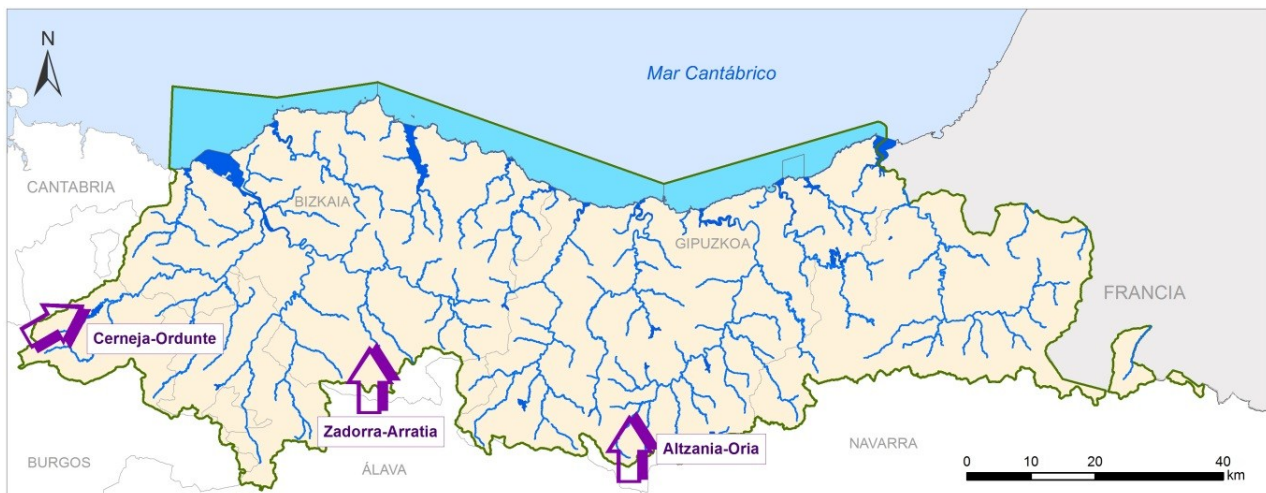 N
Mar Cantábrico
CANTABRIA
BIZKAIA
GIPUZKOA
FRANCIA
Cerneja-Ordunte
Zadorra-Arratia
Altzania-Oria
NAVARRA
BURGOS
ÁLAVA
0 10 20 40
km